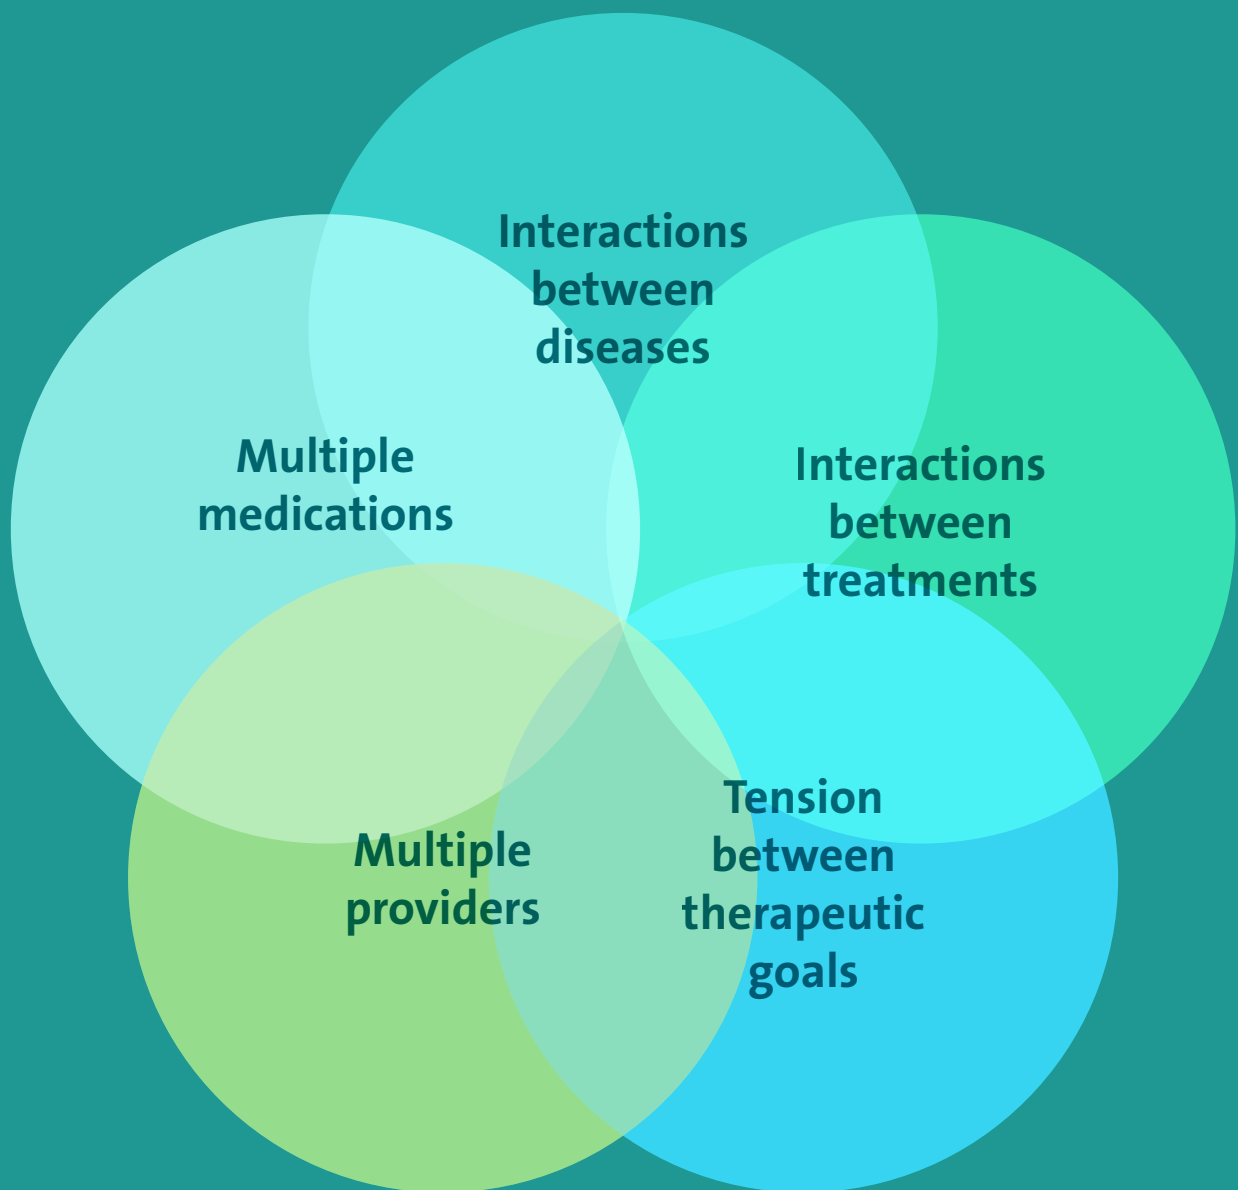 Interactions
between
diseases
Multiple
medications
Interactions
between
treatments
Multiple
providers
Tension
between
therapeutic
goals